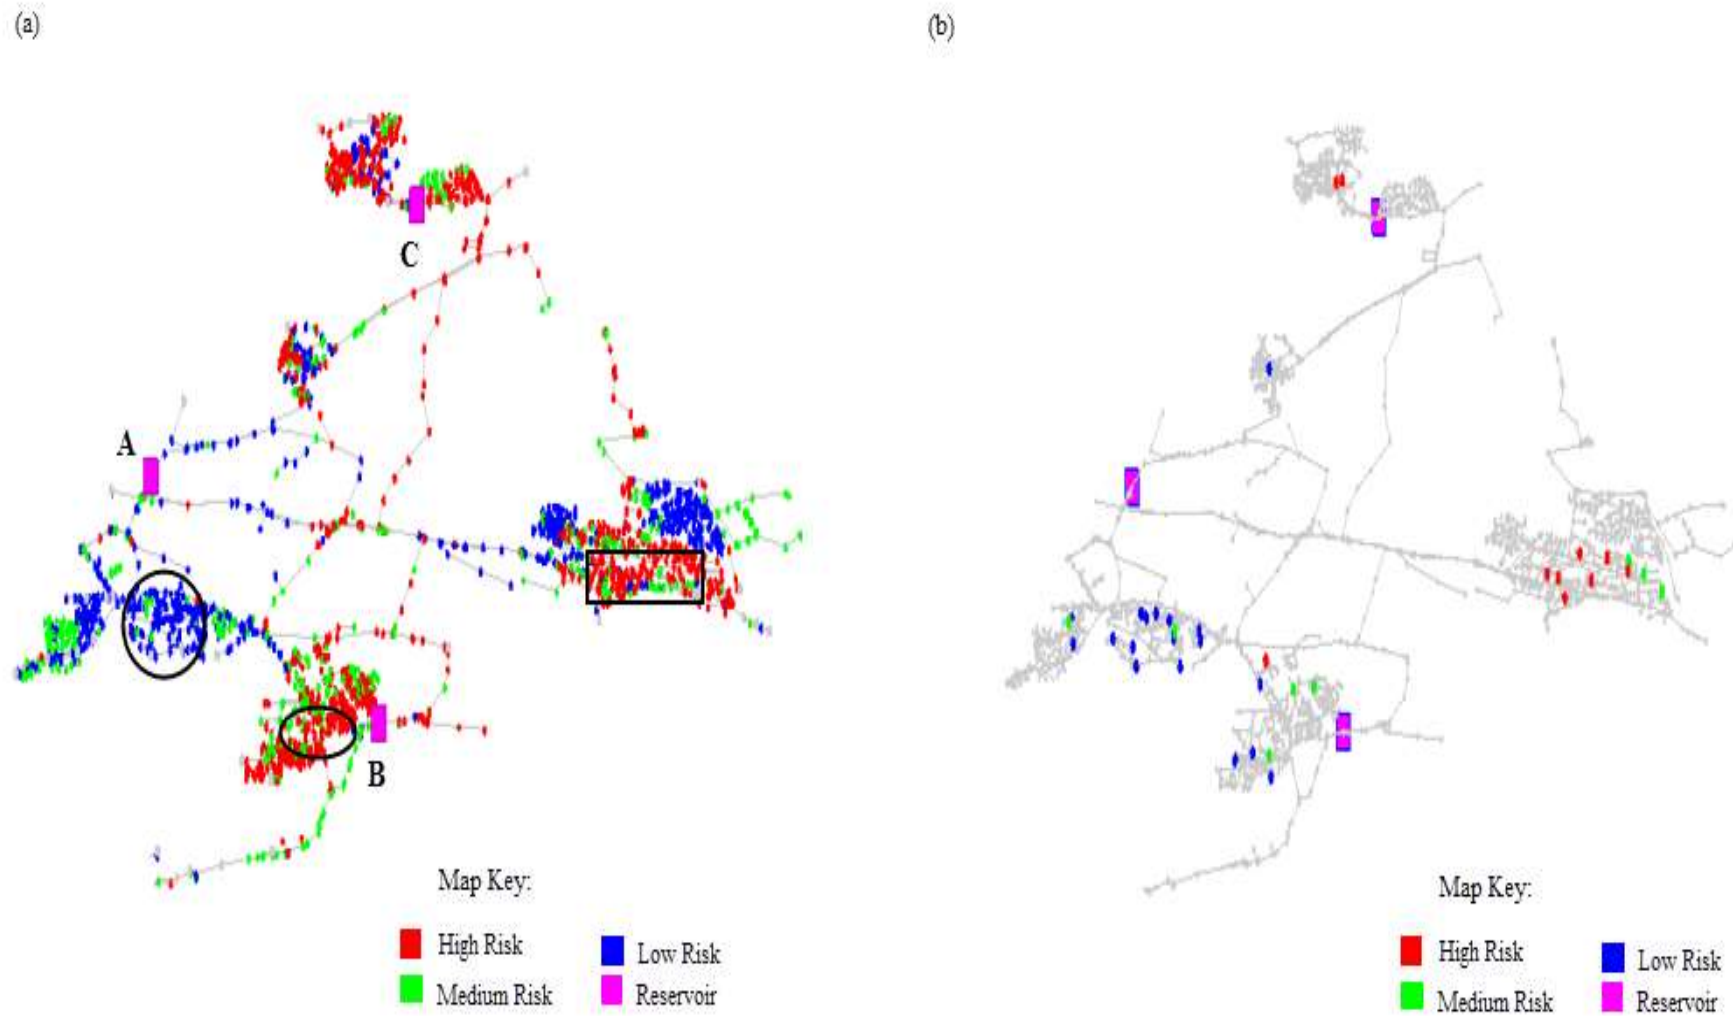 (a)
(b)
C
A
B
Map Key:
High Risk
Low Risk
Medium Risk
Reservoir
Map Key:
High Risk
Low Risk
Medium Risk
Reservoir